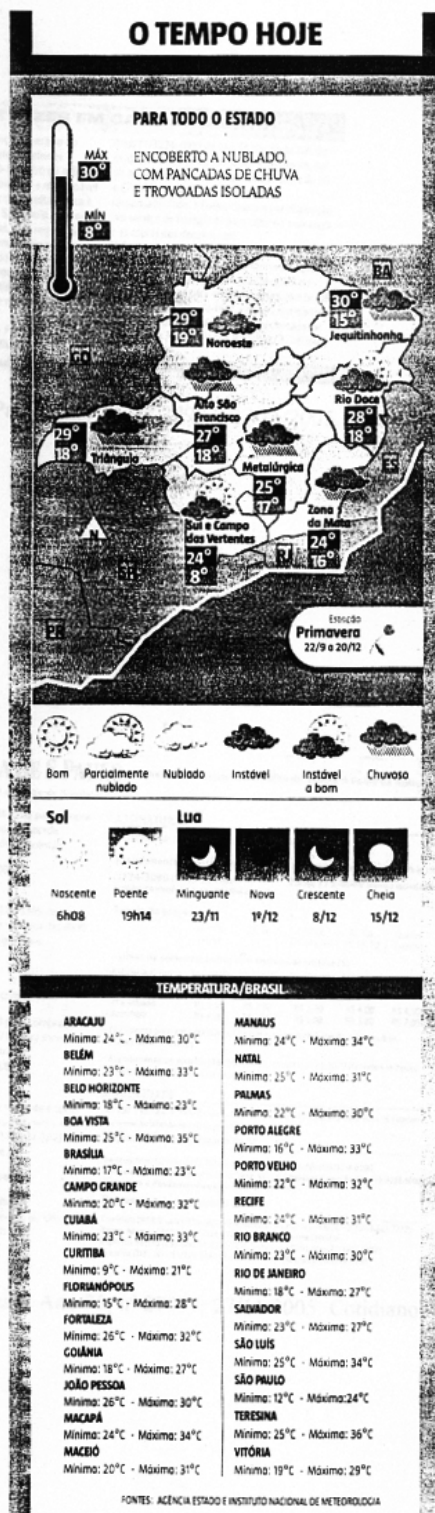 O TEMPO HOJE
PARA TODO O ESTADO
MÁX
30°
ENCOBERTO A NUBLADO,
COM PANCADAS DE CHUVA
E TROVOADAS ISOLADAS
MÍN
8°
BA
29°
19°
Noroeste
30°
15°
Jequitinhonha
GO
Rio Doce
28°
18°
Alto São
Francisco
27°
18°
29°
18°
Triângulo
Metalúrgica
25°
17°
ES
Zona
da Mata
24°
16°
Sul e Campo
das Vertentes
24°
8°
N
RJ
SP
PR
Estação
Primavera
22/9 a 20/12
Bom
Parcialmente
nublado
Nublado
Instável
Instável
a bom
Chuvoso
Sol
Lua
Nascente
Poente
Minguante
Nova
Crescente
Cheia
6h08
19h14
23/11
1º/12
8/12
15/12
TEMPERATURA/BRASIL
ARACAJU
Mínima: 24°C - Máxima: 30°C
BELÉM
Mínima: 23°C - Máxima: 33°C
BELO HORIZONTE
Mínima: 18°C - Máxima: 23°C
BOA VISTA
Mínima: 25°C - Máxima: 35°C
BRASÍLIA
Mínima: 17°C - Máxima: 23°C
CAMPO GRANDE
Mínima: 20°C - Máxima: 32°C
CUIABÁ
Mínima: 23°C - Máxima: 33°C
CURITIBA
Mínima: 9°C - Máxima: 21°C
FLORIANÓPOLIS
Mínima: 15°C - Máxima: 28°C
FORTALEZA
Mínima: 26°C - Máxima: 32°C
GOIÂNIA
Mínima: 18°C - Máxima: 27°C
JOÃO PESSOA
Mínima: 26°C - Máxima: 30°C
MACAPÁ
Mínima: 24°C - Máxima: 34°C
MACEIÓ
Mínima: 20°C - Máxima: 31°C
MANAUS
Mínima: 24°C - Máxima: 34°C
NATAL
Mínima: 25°C - Máxima: 31°C
PALMAS
Mínima: 22°C - Máxima: 30°C
PORTO ALEGRE
Mínima: 16°C - Máxima: 33°C
PORTO VELHO
Mínima: 22°C - Máxima: 32°C
RECIFE
Mínima: 24°C - Máxima: 31°C
RIO BRANCO
Mínima: 23°C - Máxima: 30°C
RIO DE JANEIRO
Mínima: 18°C - Máxima: 27°C
SALVADOR
Mínima: 23°C - Máxima: 27°C
SÃO LUÍS
Mínima: 25°C - Máxima: 34°C
SÃO PAULO
Mínima: 12°C - Máxima:24°C
TERESINA
Mínima: 25°C - Máxima: 36°C
VITÓRIA
Mínima: 19°C - Máxima: 29°C
FONTES: AGÊNCIA ESTADO E INSTITUTO NACIONAL DE METEOROLOGIA